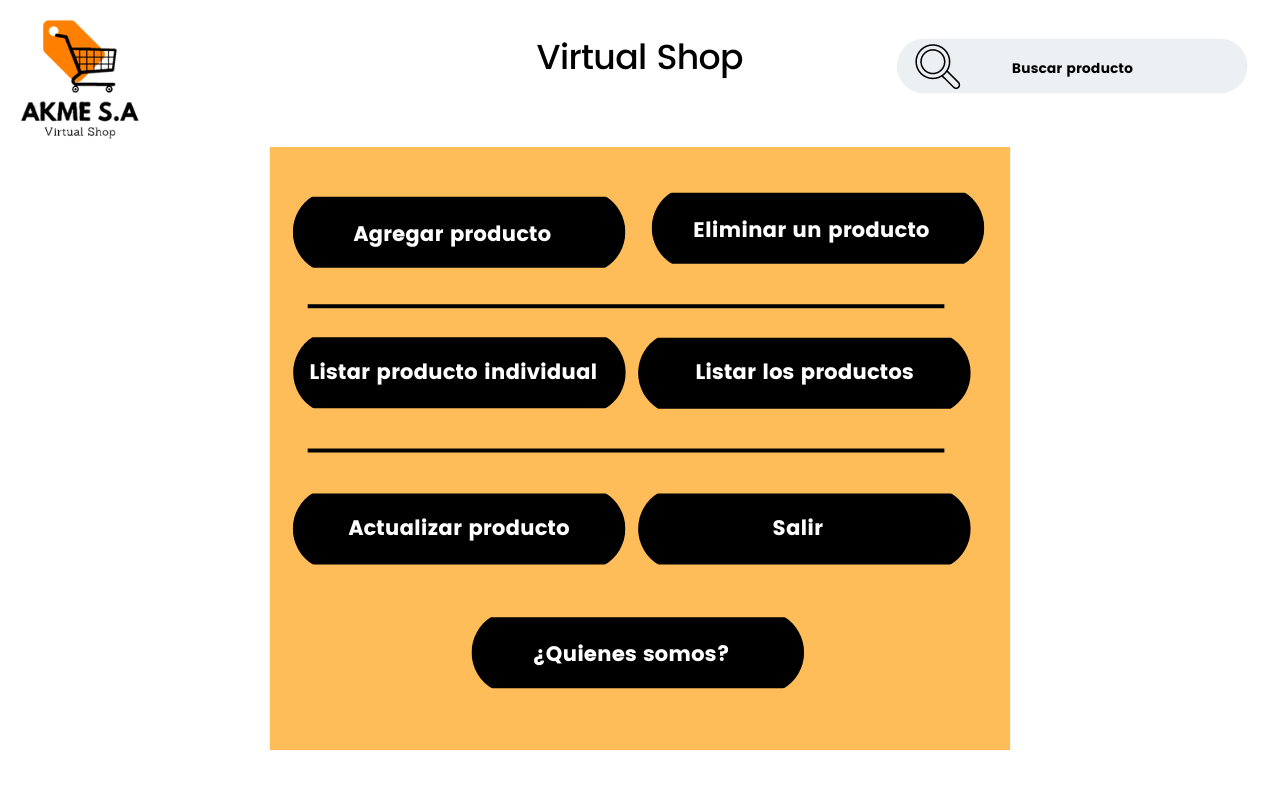 AKME S.A
Virtual Shop
Virtual Shop
Buscar producto
Agregar producto
Eliminar un producto
Listar producto individual
Listar los productos
Actualizar producto
Salir
¿Quienes somos?